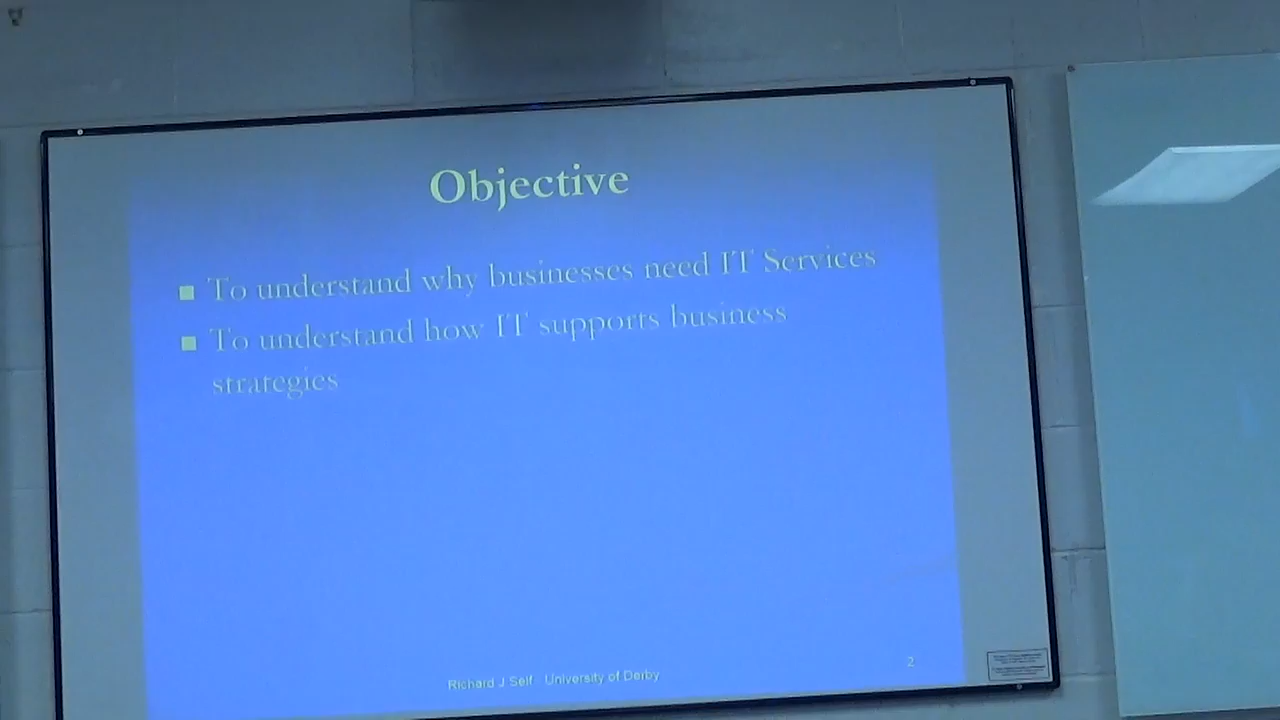 Objective
To understand why businesses need IT Services
To understand how IT supports business
strategies
Richard J Self University of Derby
2